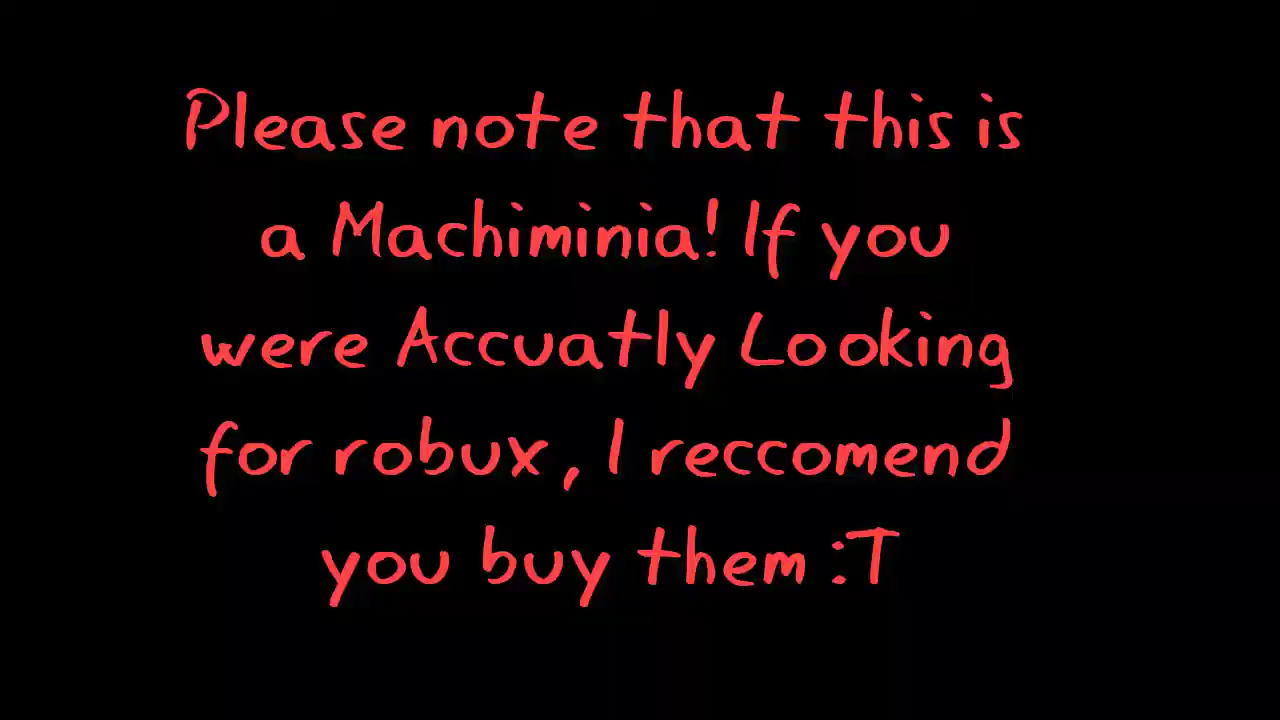 Please note that this is
a Machiminia! If you
were Accuatly Looking
for robux, I reccomend
you buy them :T